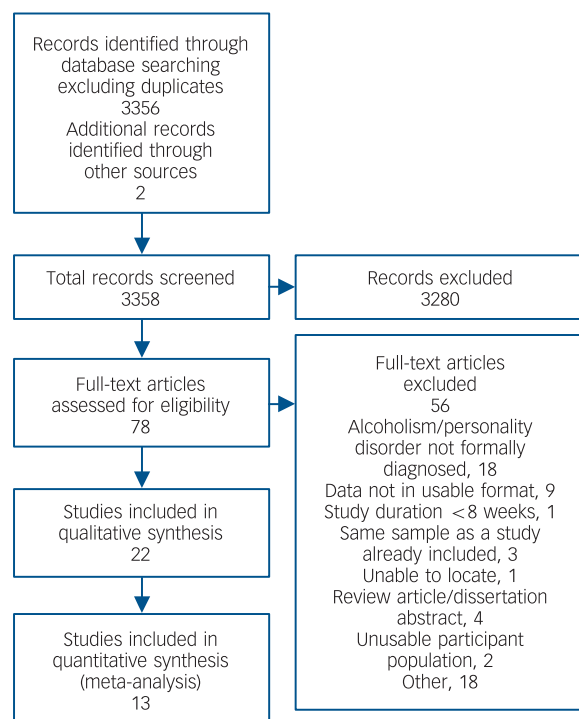 Records identified through
database searching
excluding duplicates
3356
Additional records
identified through
other sources
2
Total records screened
3358
Records excluded
3280
Full-text articles
assessed for eligibility
78
Full-text articles
excluded
56
Alcoholism/personality
disorder not formally
diagnosed, 18
Data not in usable format, 9
Study duration <8 weeks, 1
Same sample as a study
already included, 3
Unable to locate, 1
Review article/dissertation
abstract, 4
Unusable participant
population, 2
Other, 18
Studies included in
qualitative synthesis
22
Studies included in
quantitative synthesis
(meta-analysis)
13